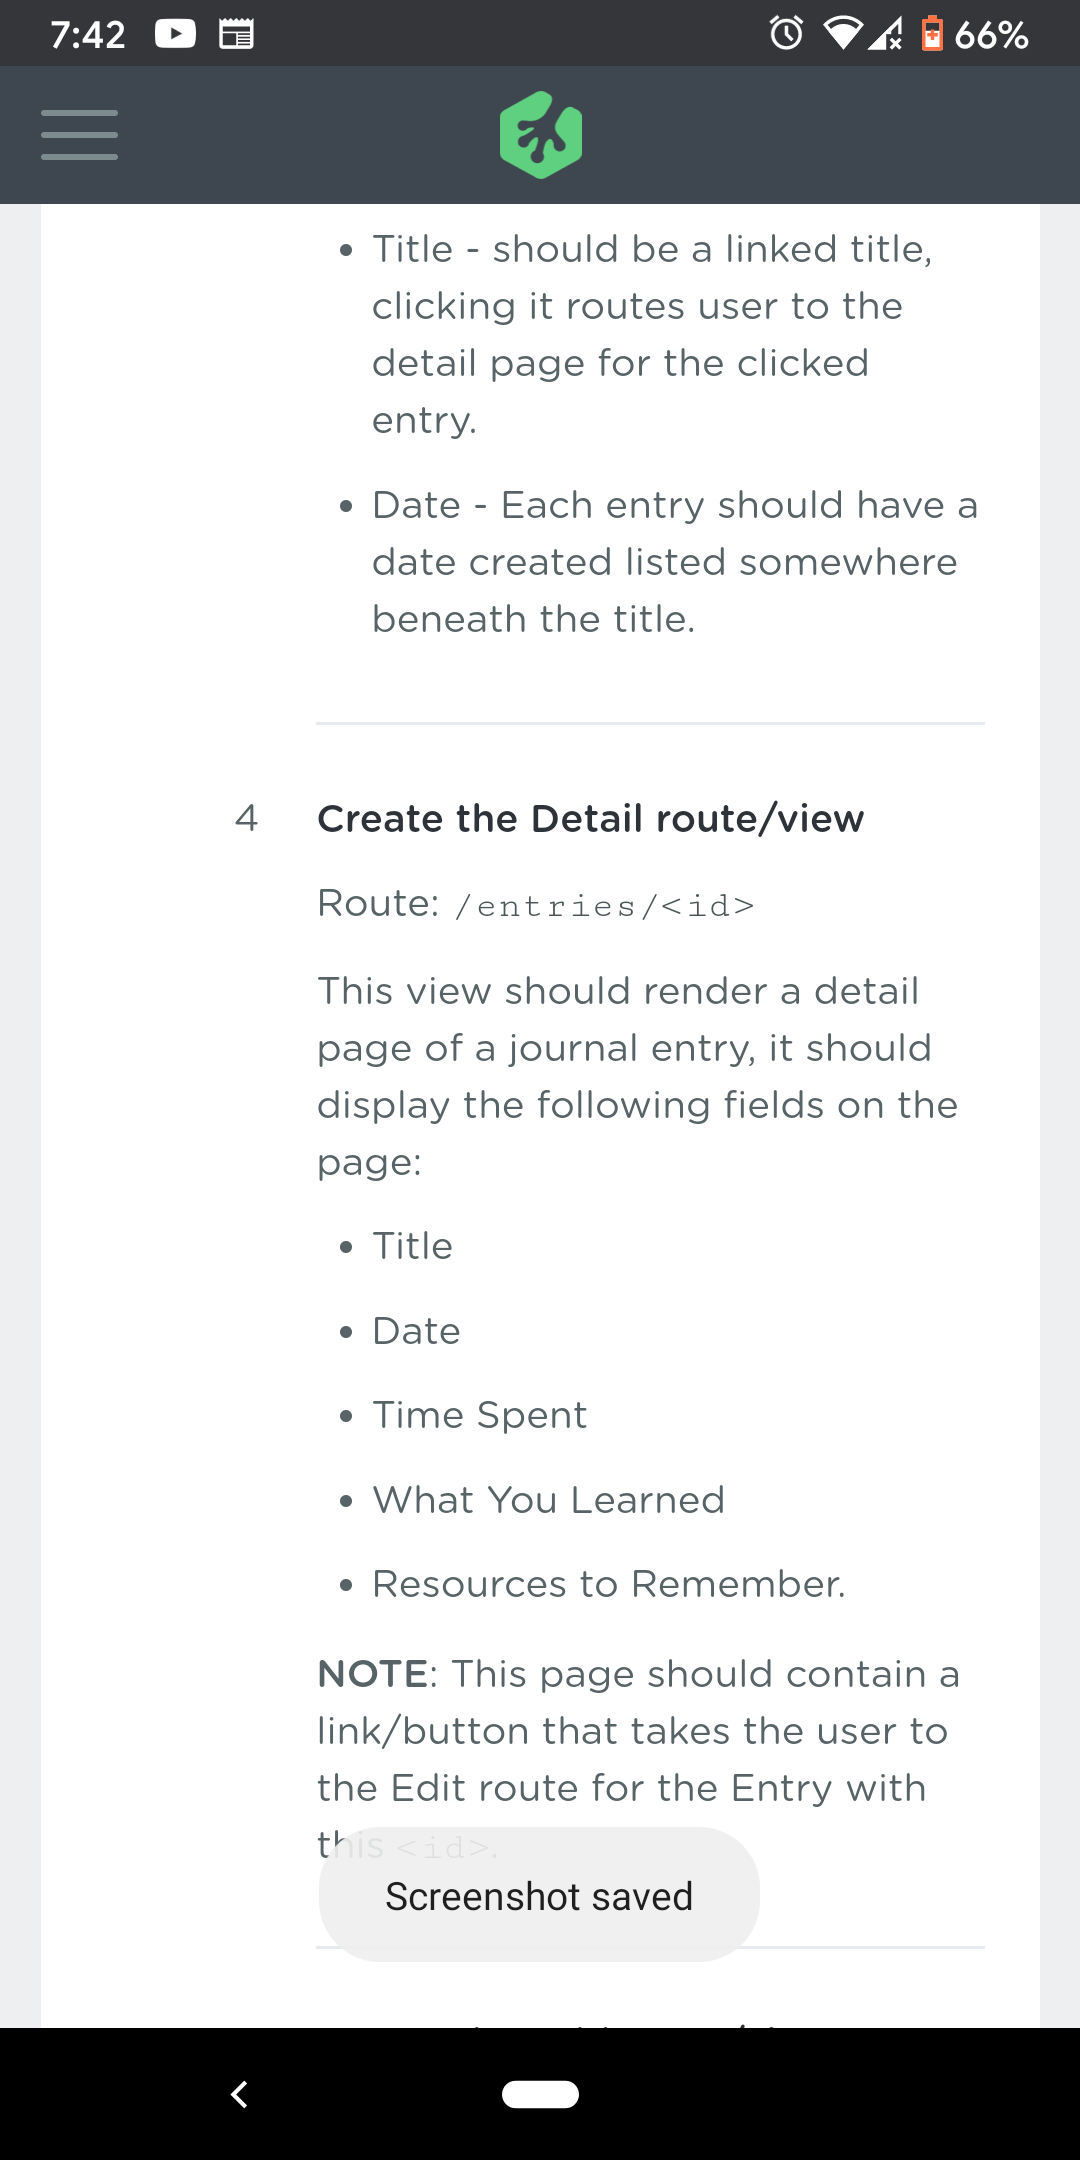 7:42
66%
• Title - should be a linked title,
clicking it routes user to the
detail page for the clicked
entry.
• Date - Each entry should have a
date created listed somewhere
beneath the title.
4 Create the Detail route/view
Route: /entries/<id>
This view should render a detail
page of a journal entry, it should
display the following fields on the
page:
• Title
• Date
• Time Spent
• What You Learned
• Resources to Remember.
NOTE: This page should contain a
link/button that takes the user to
the Edit route for the Entry with
this <id>.
Screenshot saved